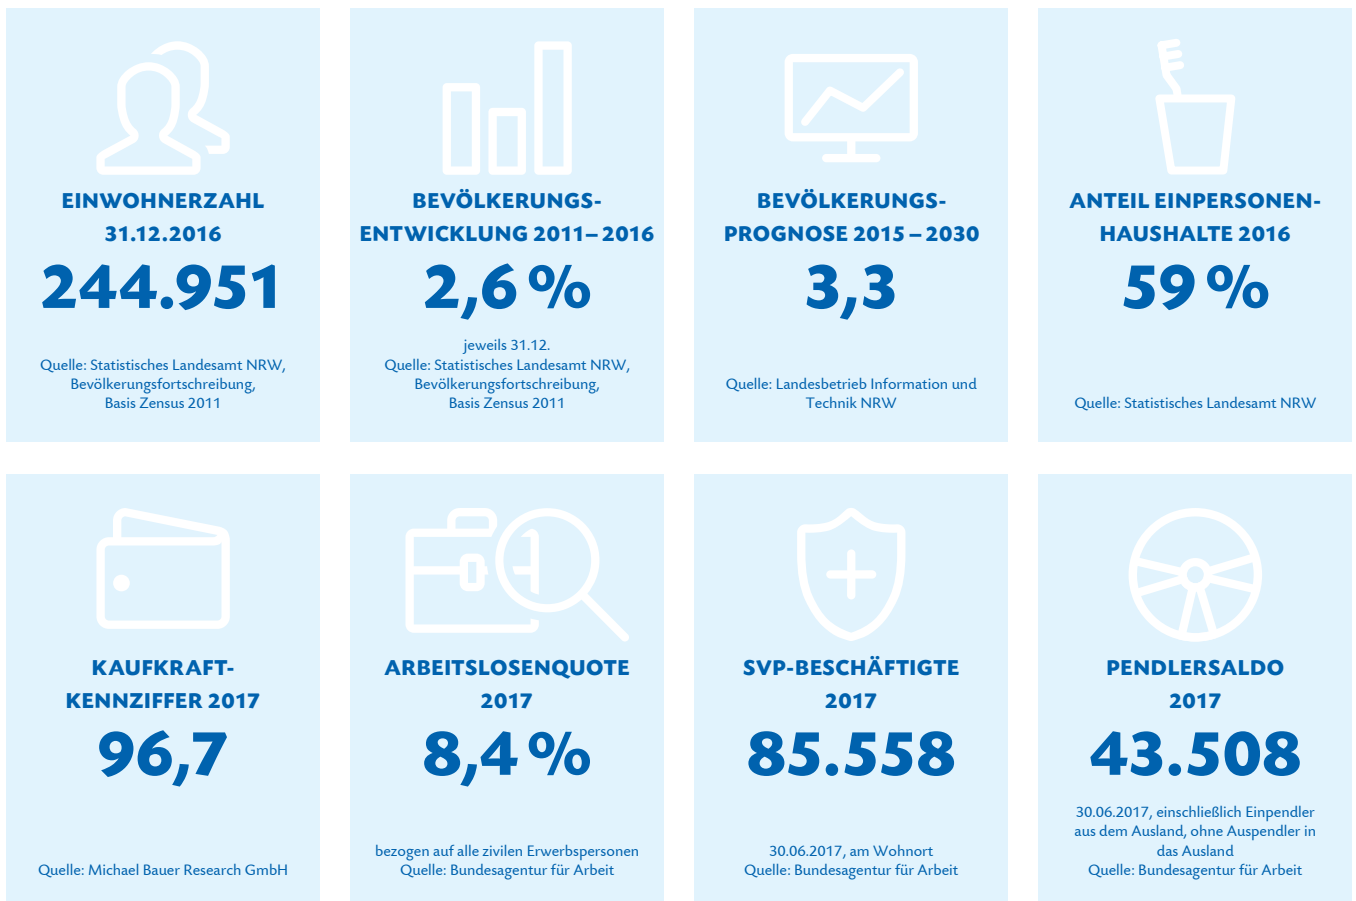 EINWOHNERZAHL
31.12.2016
244.951
Quelle: Statistisches Landesamt NRW,
Bevölkerungsfortschreibung,
Basis Zensus 2011
BEVÖLKERUNGS-
ENTWICKLUNG 2011–2016
2,6 %
jeweils 31.12.
Quelle: Statistisches Landesamt NRW,
Bevölkerungsfortschreibung,
Basis Zensus 2011
BEVÖLKERUNGS-
PROGNOSE 2015 – 2030
3,3
Quelle: Landesbetrieb Information und
Technik NRW
ANTEIL EINPERSONEN-
HAUSHALTE 2016
59 %
Quelle: Statistisches Landesamt NRW
KAUFKRAFT-
KENNZIFFER 2017
96,7
Quelle: Michael Bauer Research GmbH
ARBEITSLOSENQUOTE
2017
8,4 %
bezogen auf alle zivilen Erwerbspersonen
Quelle: Bundesagentur für Arbeit
SVP-BESCHÄFTIGTE
2017
85.558
30.06.2017, am Wohnort
Quelle: Bundesagentur für Arbeit
PENDLERSALDO
2017
43.508
30.06.2017, einschließlich Einpendler
aus dem Ausland, ohne Auspendler in
das Ausland
Quelle: Bundesagentur für Arbeit